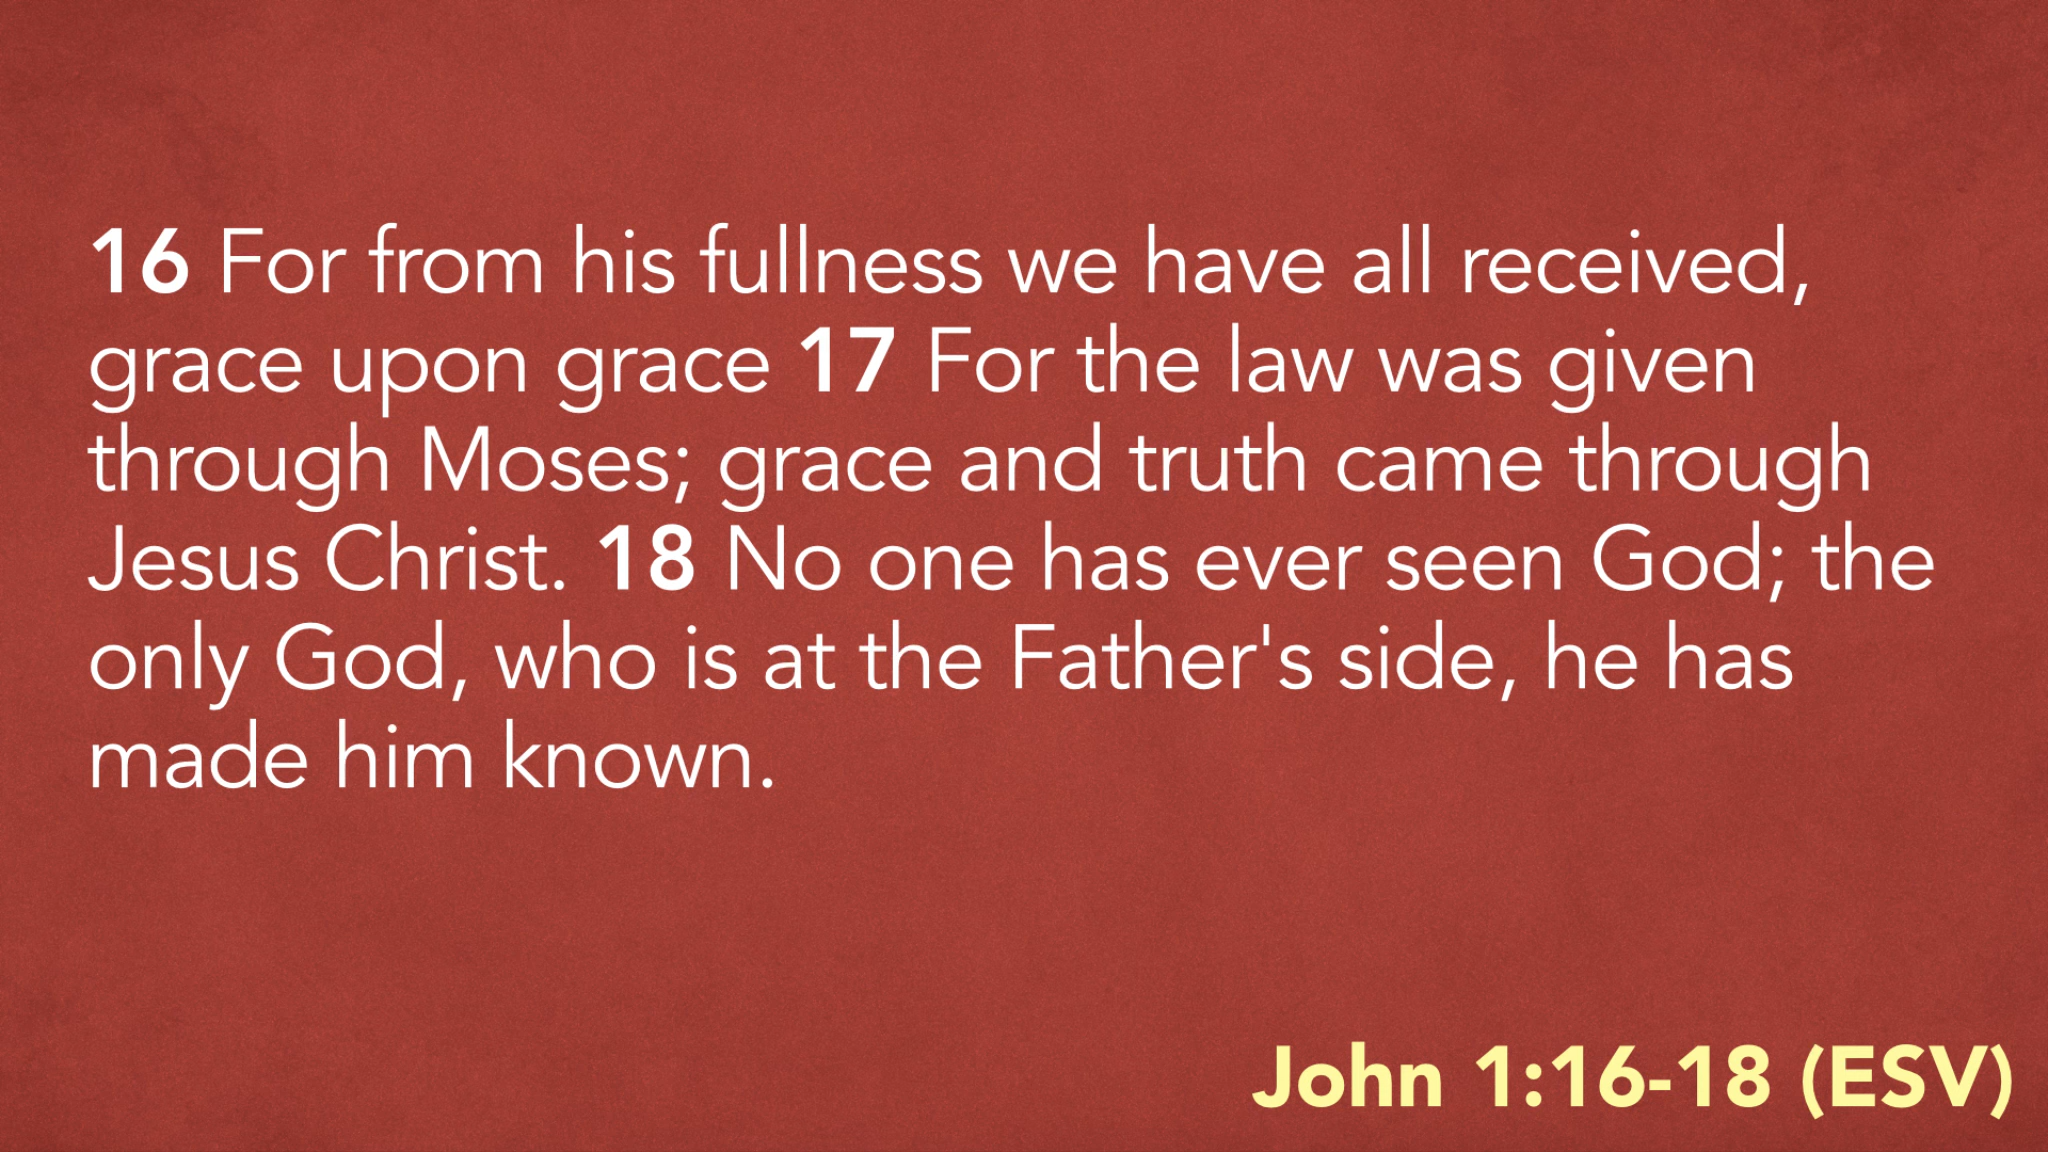 16 For from his fullness we have all received,
grace upon grace 17 For the law was given
through Moses; grace and truth came through
Jesus Christ. 18 No one has ever seen God; the
only God, who is at the Father's side, he has
made him known.
John 1:16-18 (ESV)